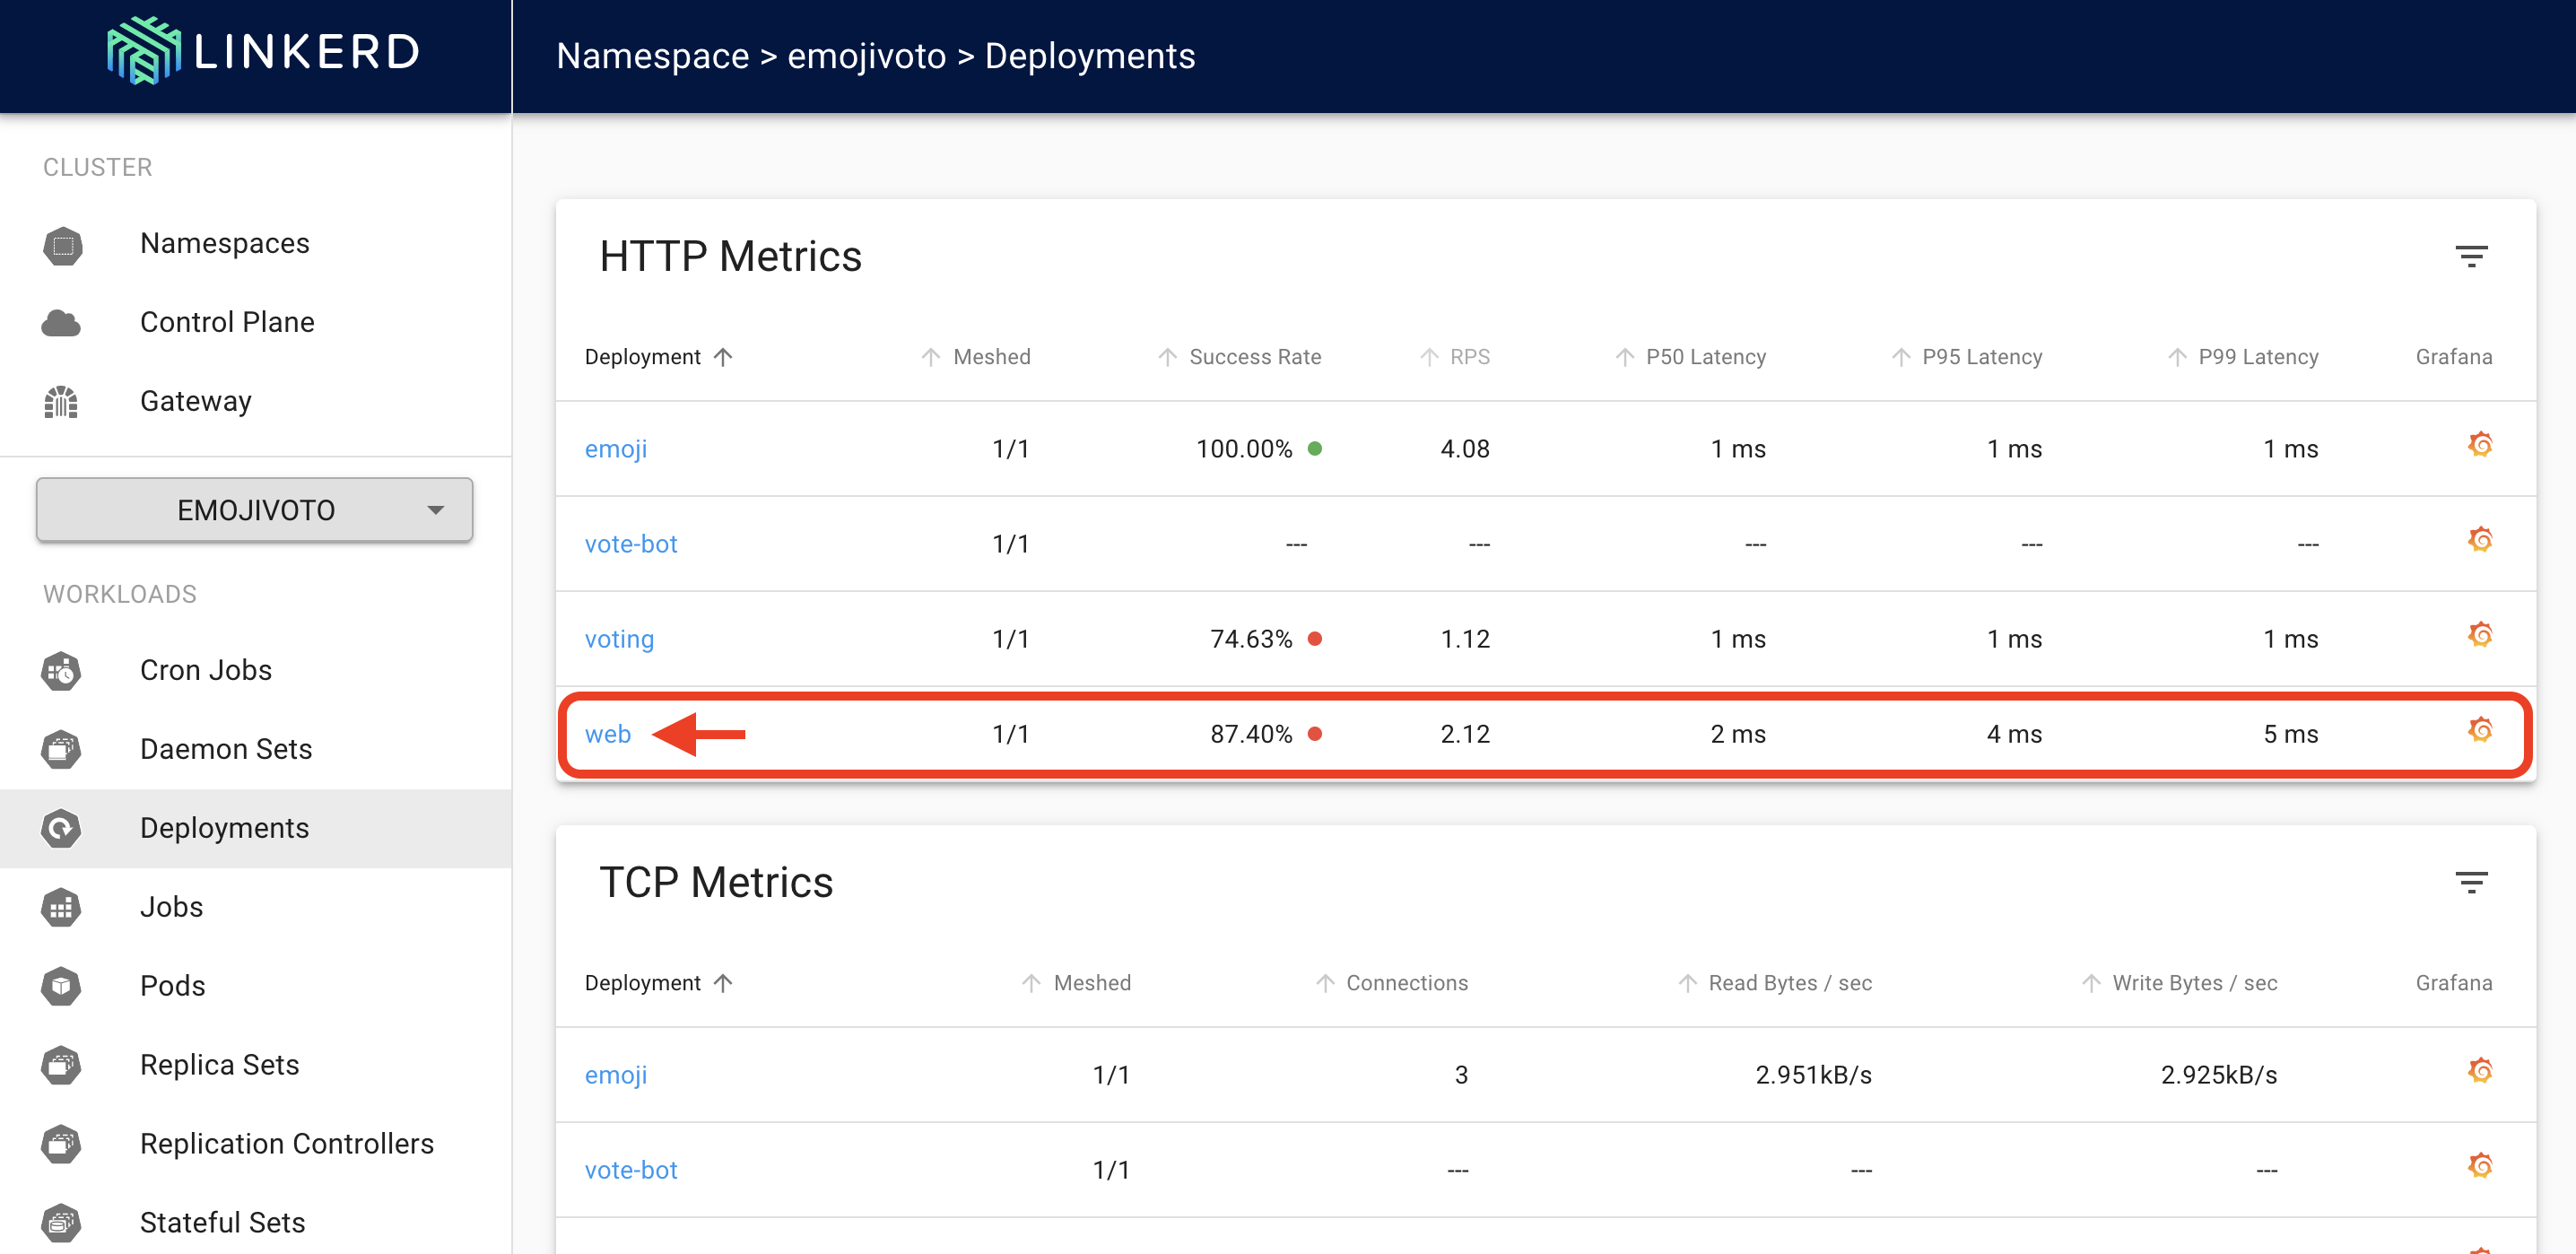 LINKERD
Namespace > emojivoto > Deployments
CLUSTER
Namespaces
Control Plane
Gateway
EMOJIVOTO
WORKLOADS
Cron Jobs
Daemon Sets
Deployments
Jobs
Pods
Replica Sets
Replication Controllers
Stateful Sets
HTTP Metrics
Deployment Meshed Success Rate RPS P50 Latency P95 Latency P99 Latency Grafana
emoji 1/1 100.00% 4.08 1 ms 1 ms 1 ms
vote-bot 1/1 --- --- --- --- ---
voting 1/1 74.63% 1.12 1 ms 1 ms 1 ms
web 1/1 87.40% 2.12 2 ms 4 ms 5 ms
TCP Metrics
Deployment Meshed Connections Read Bytes / sec Write Bytes / sec Grafana
emoji 1/1 3 2.951kB/s 2.925kB/s
vote-bot 1/1 --- --- ---